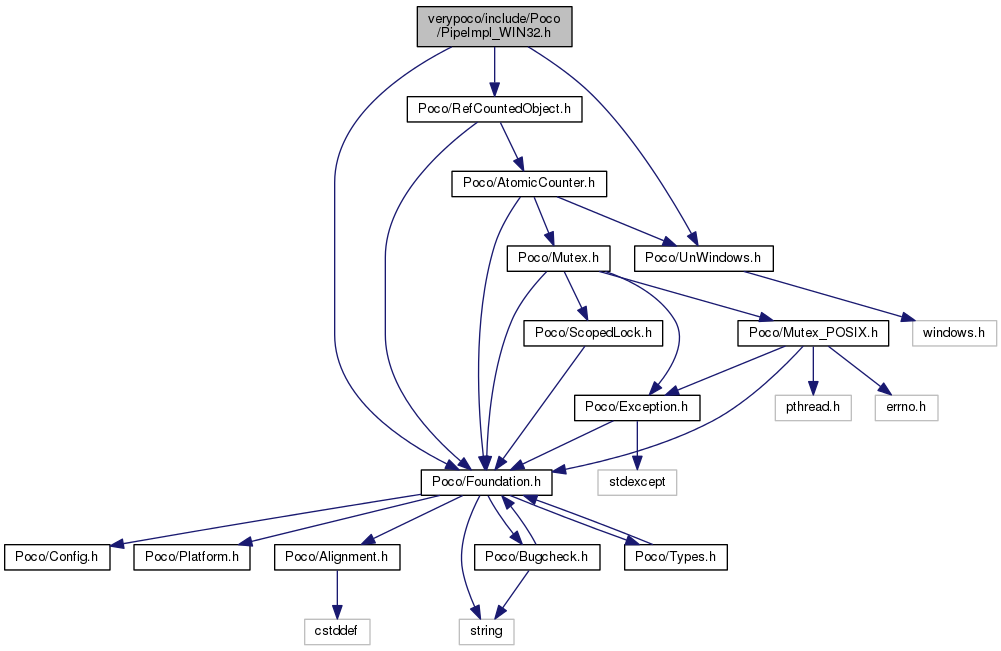 verypoco/include/Poco
/PipeImpl_WIN32.h
Poco/RefCountedObject.h
Poco/AtomicCounter.h
Poco/Mutex.h
Poco/UnWindows.h
Poco/ScopedLock.h
Poco/Mutex_POSIX.h
windows.h
Poco/Exception.h
pthread.h
errno.h
Poco/Foundation.h
stdexcept
Poco/Config.h
Poco/Platform.h
Poco/Alignment.h
Poco/Bugcheck.h
Poco/Types.h
cstddef
string